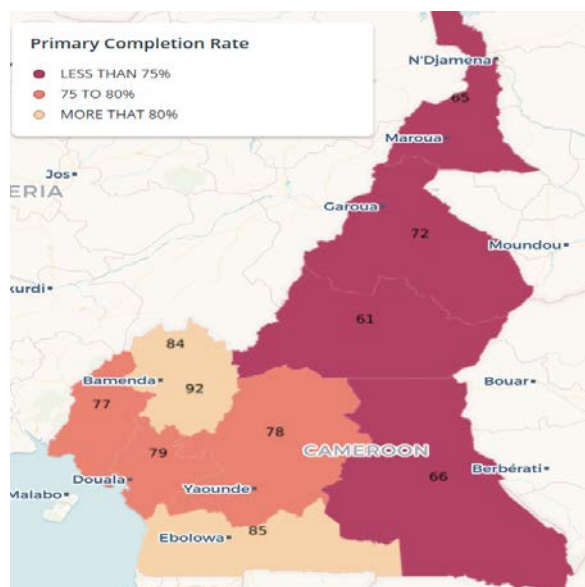 Primary Completion Rate
LESS THAN 75%
75 TO 80%
MORE THAT 80%
N'Djamena
65
Maroua
Jos
ERIA
Garoua
72
Moundou
kurdi
61
84
Bamenda
92
Bouar
77
78
79
CAMEROON
Berbérati
66
Douala
Yaounde
Malabo
85
Ebolowa